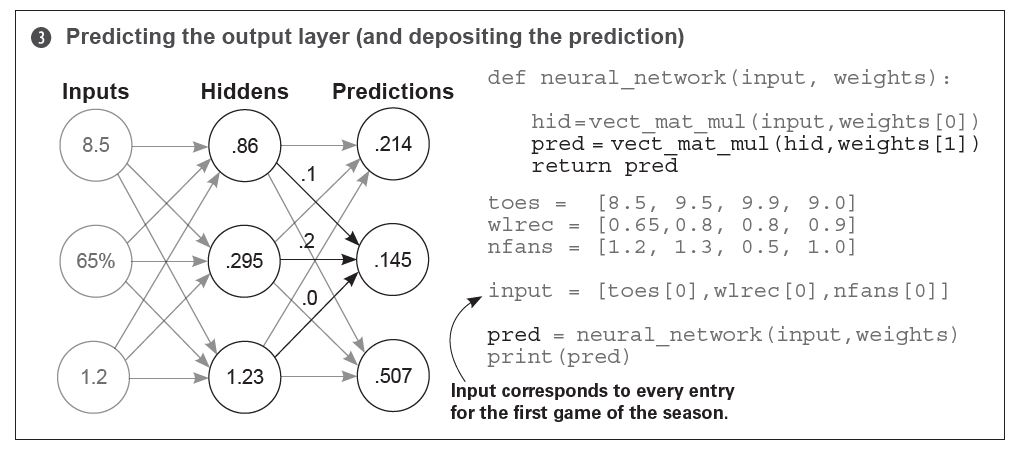 3 Predicting the output layer (and depositing the prediction)
Inputs Hiddens Predictions
8.5 .86 .214
.1
65% .295 .2 .145
.0
1.2 1.23 .507
def neural_network(input, weights):
hid=vect_mat_mul(input,weights[0])
pred = vect_mat_mul(hid,weights[1])
return pred
toes = [8.5, 9.5, 9.9, 9.0]
wlrec = [0.65,0.8, 0.8, 0.9]
nfans = [1.2, 1.3, 0.5, 1.0]
input = [toes[0],wlrec[0],nfans[0]]
pred = neural_network(input,weights)
print(pred)
Input corresponds to every entry
for the first game of the season.